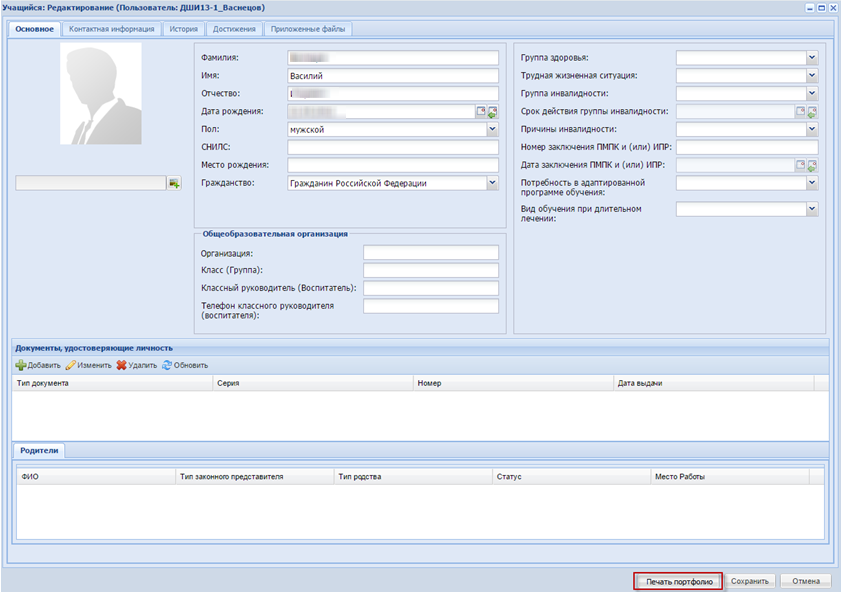 Учащийся: Редактирование (Пользователь: ДШИ13-1_Васнецов)
Основное Контактная информация История Достижения Приложенные файлы
Фамилия:
Имя: Василий
Отчество:
Дата рождения:
Пол: мужской
СНИЛС:
Место рождения:
Гражданство: Гражданин Российской Федерации
Группа здоровья:
Трудная жизненная ситуация:
Группа инвалидности:
Срок действия группы инвалидности:
Причины инвалидности:
Номер заключения ПМПК и (или) ИПР:
Дата заключения ПМПК и (или) ИПР:
Потребность в адаптированной
программе обучения:
Вид обучения при длительном
лечении:
Общеобразовательная организация
Организация:
Класс (Группа):
Классный руководитель (Воспитатель):
Телефон классного руководителя
(воспитателя):
Документы, удостоверяющие личность
Добавить Изменить Удалить Обновить
Тип документа Серия Номер Дата выдачи
Родители
ФИО Тип законного представителя Тип родства Статус Место Работы
Печать портфолио Сохранить Отмена